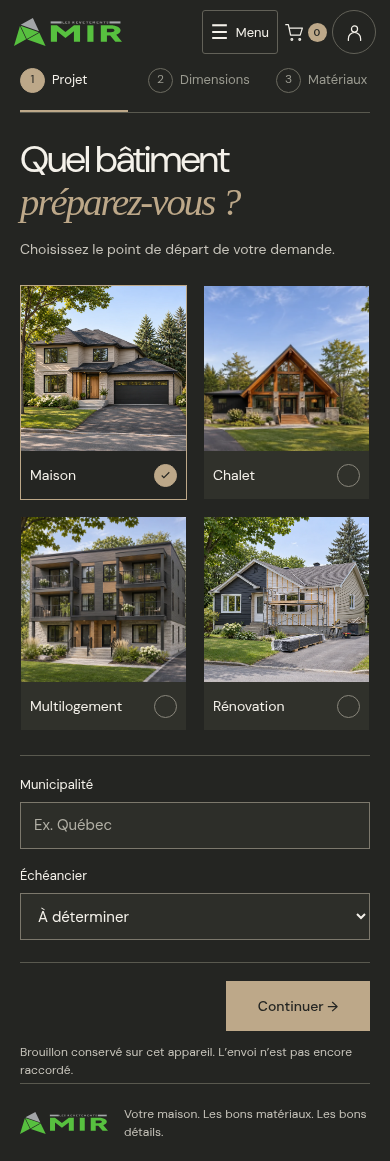 AMIR
Menu
0
1 Projet
2 Dimensions
3 Matériaux
Quel bâtiment
préparez-vous ?
Choisissez le point de départ de votre demande.
Maison
Chalet
Multilogement
Rénovation
Municipalité
Ex. Québec
Échéancier
À déterminer
Continuer →
Brouillon conservé sur cet appareil. L’envoi n’est pas encore
raccordé.
AMIR
Votre maison. Les bons matériaux. Les bons
détails.